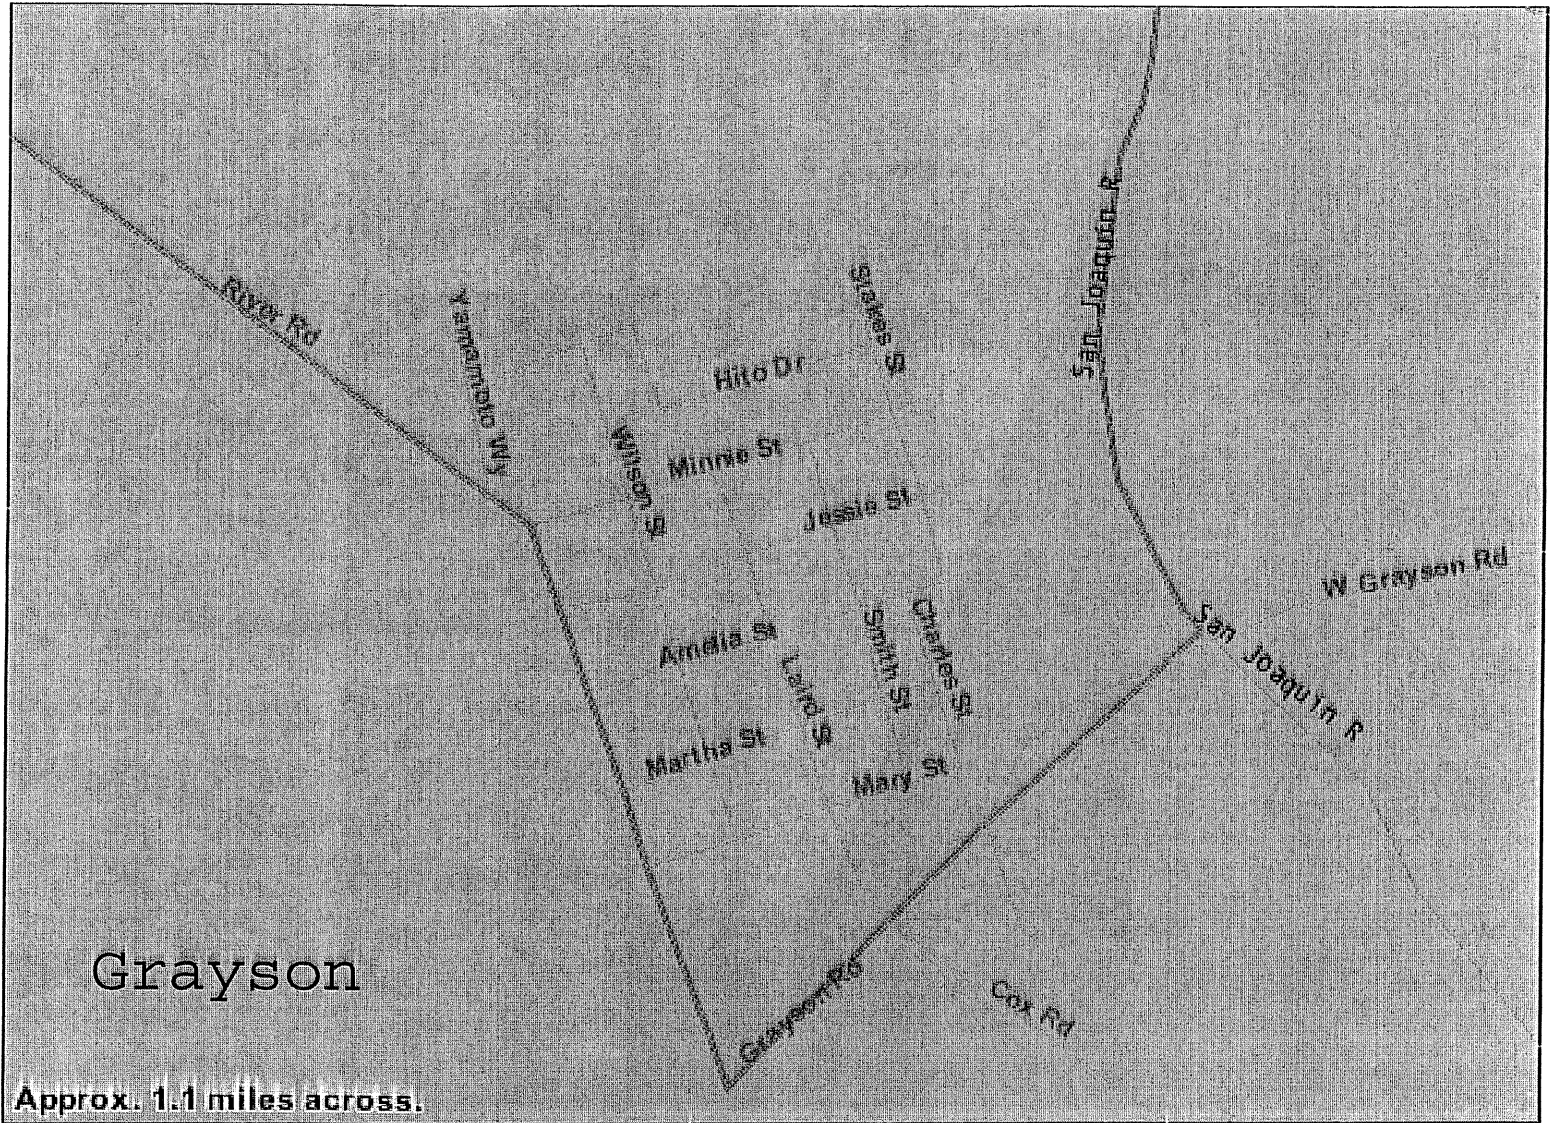 San Joaquin R
Stakes St
River Rd
Yamamoto Wy
Hito Dr
Wilson St
Minnie St
Jessie St
W Grayson Rd
San Joaquin R
Charles St
Smith St
Amelia St
Laird St
Martha St
Mary St
Grayson
Grayson Rd
Cox Rd
Approx. 1.1 miles across.